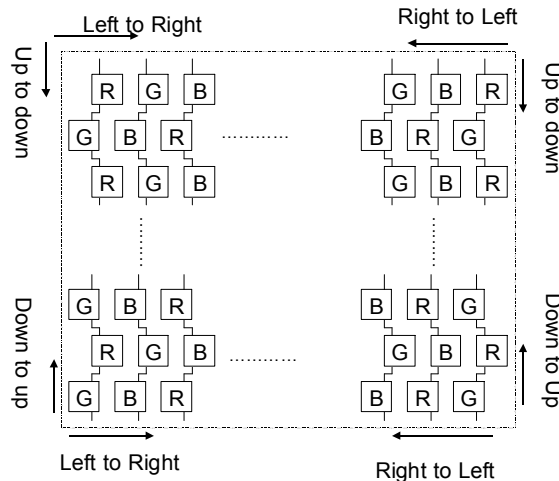 Left to Right
Right to Left
Up to down
Up to down
R G B G B R
G B R ............... B R G
R G B G B R
G B R B R G
R G B ............... G B R
G B R B R G
Down to up
Down to Up
Left to Right
Right to Left